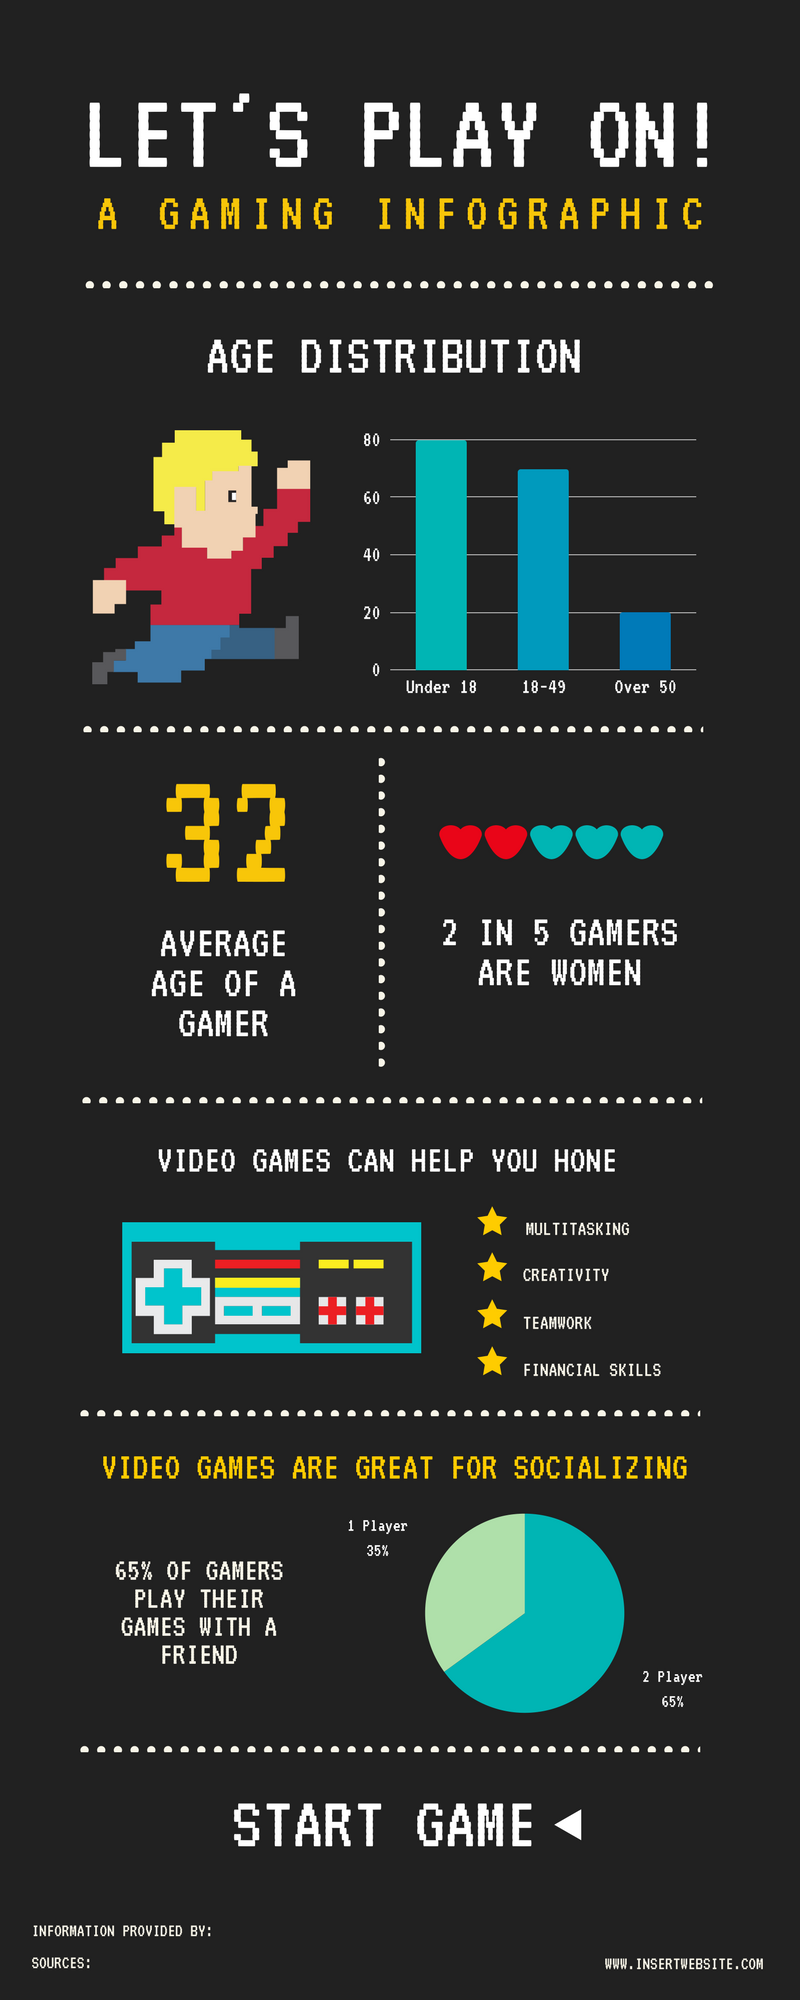 LET'S PLAY ON!
A GAMING INFOGRAPHIC
AGE DISTRIBUTION
80
60
40
20
0
Under 18 18-49 Over 50
32
AVERAGE
AGE OF A
GAMER
2 IN 5 GAMERS
ARE WOMEN
VIDEO GAMES CAN HELP YOU HONE
MULTITASKING
CREATIVITY
TEAMWORK
FINANCIAL SKILLS
VIDEO GAMES ARE GREAT FOR SOCIALIZING
65% OF GAMERS
PLAY THEIR
GAMES WITH A
FRIEND
1 Player
35%
2 Player
65%
START GAME
INFORMATION PROVIDED BY:
SOURCES:
WWW.INSERTWEBSITE.COM